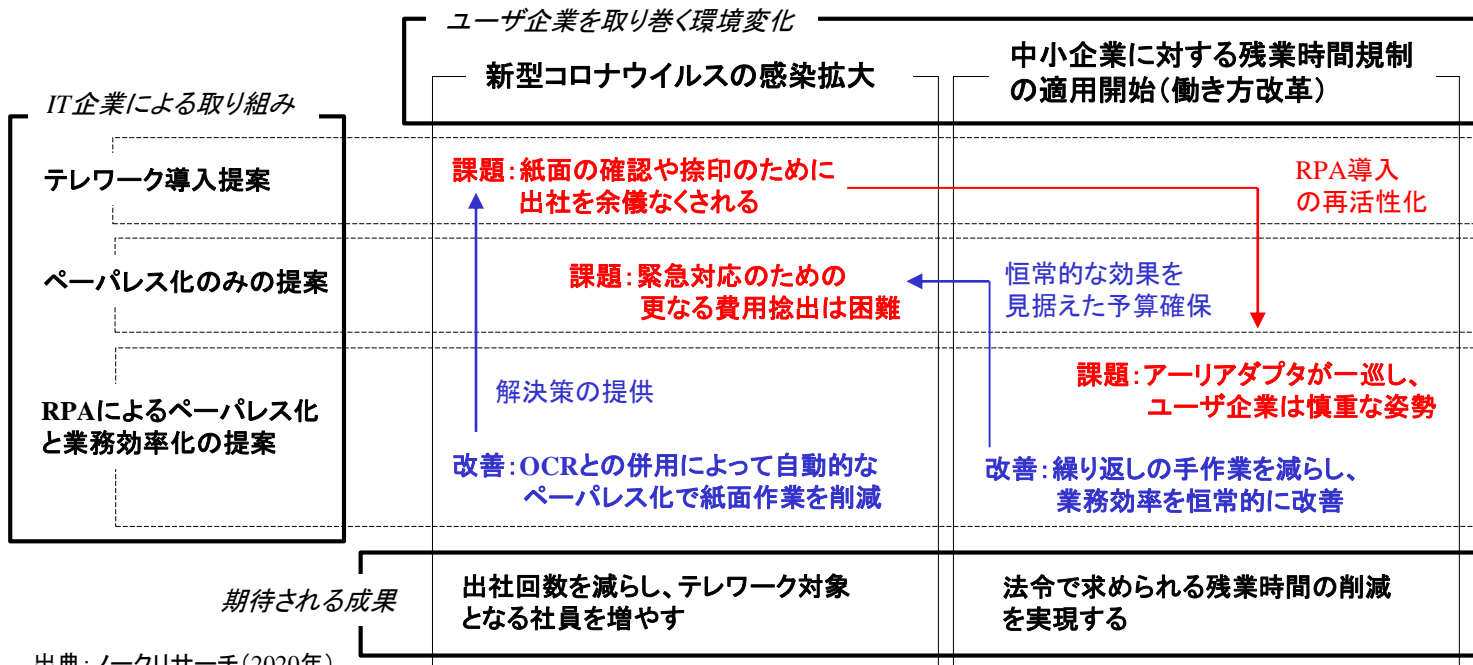 ユーザ企業を取り巻く環境変化
新型コロナウイルスの感染拡大
中小企業に対する残業時間規制
の適用開始(働き方改革)
IT企業による取り組み
テレワーク導入提案
課題:紙面の確認や捺印のために
出社を余儀なくされる
RPA導入
の再活性化
ペーパレス化のみの提案
課題:緊急対応のための
更なる費用捻出は困難
恒常的な効果を
見据えた予算確保
RPAによるペーパレス化
と業務効率化の提案
解決策の提供
課題:アーリアダプタが一巡し、
ユーザ企業は慎重な姿勢
改善:OCRとの併用によって自動的な
ペーパレス化で紙面作業を削減
改善:繰り返しの手作業を減らし、
業務効率を恒常的に改善
期待される成果
出社回数を減らし、テレワーク対象
となる社員を増やす
法令で求められる残業時間の削減
を実現する
出典:ノークリサーチ(2020年)